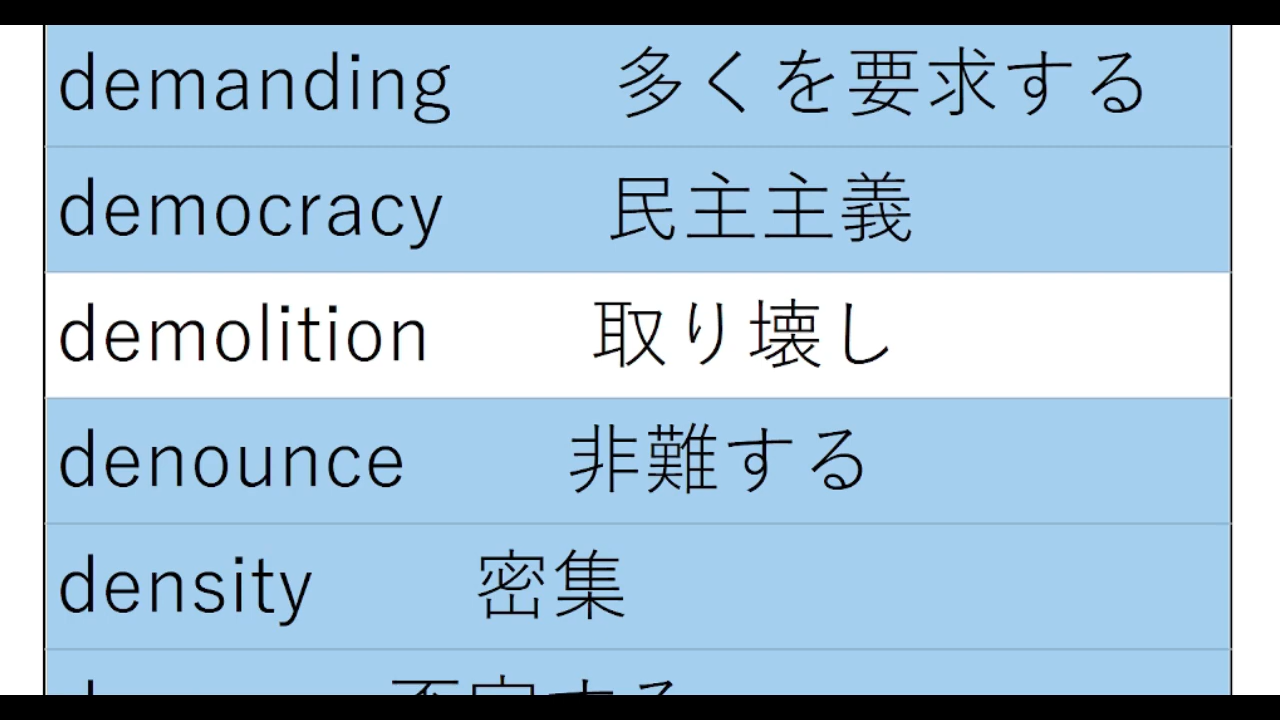 demanding 多くを要求する
democracy 民主主義
demolition 取り壊し
denounce 非難する
density 密集